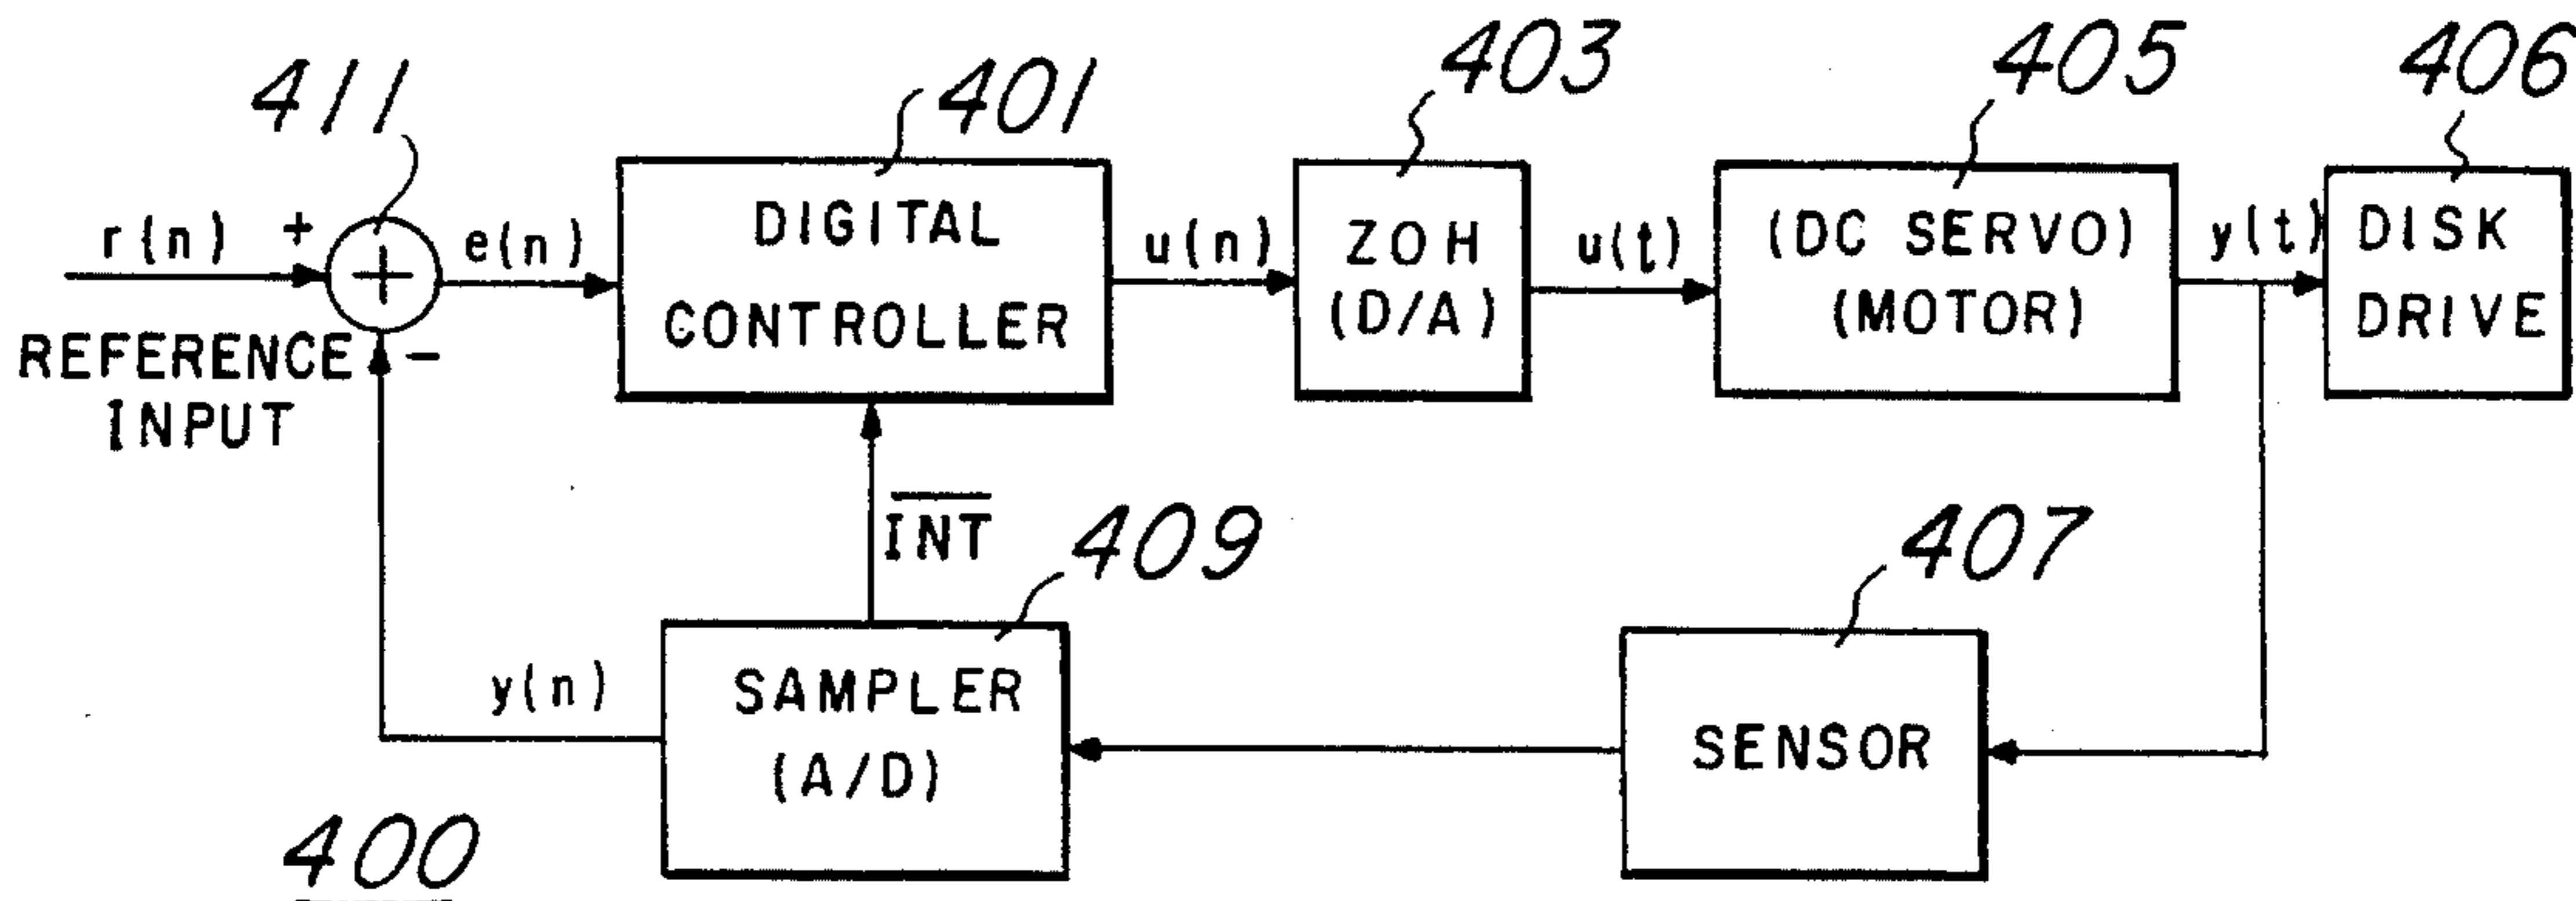 411
401
403
405
406
r(n)
+
+
e(n)
DIGITAL
CONTROLLER
u(n)
ZOH
(D/A)
u(t)
(DC SERVO)
(MOTOR)
y(t)
DISK
DRIVE
REFERENCE
INPUT
-
I̅N̅T̅
409
407
y(n)
SAMPLER
(A/D)
SENSOR
400